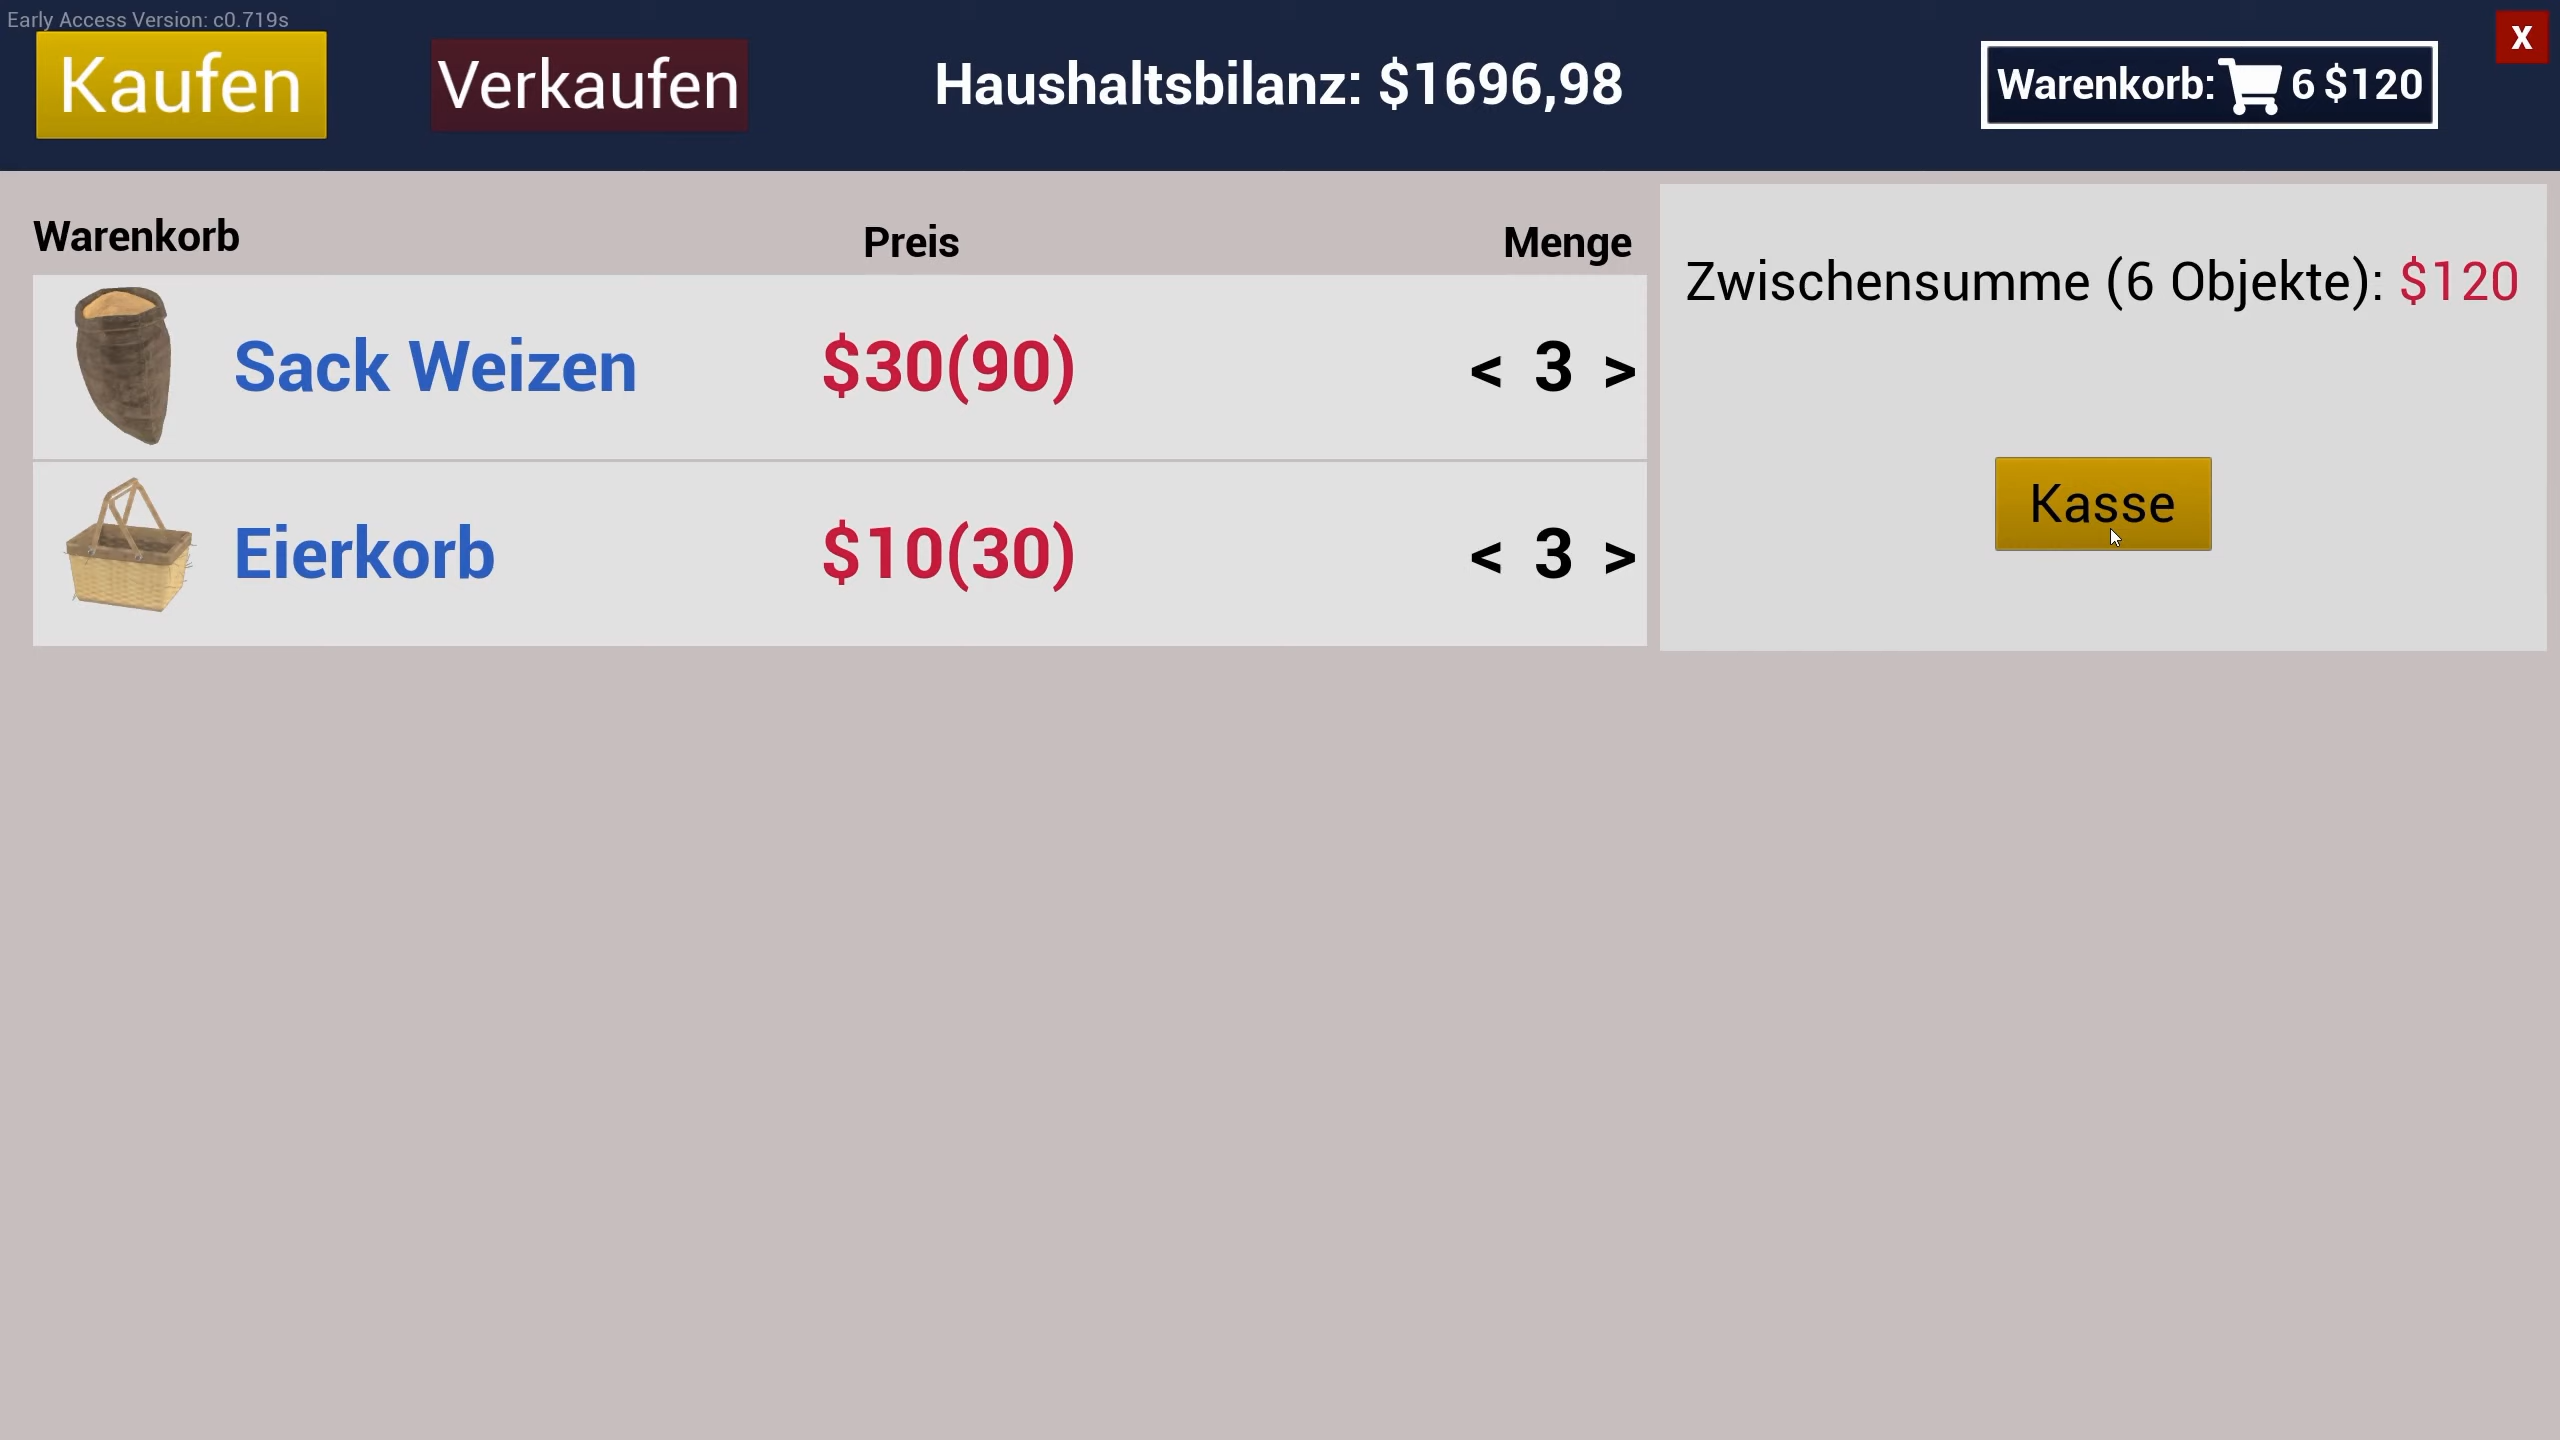 Early Access Version: c0.719s
Kaufen
Verkaufen
Haushaltsbilanz: $1696,98
Warenkorb: 6 $120
X
Warenkorb
Preis
Menge
Sack Weizen
$30(90)
< 3 >
Eierkorb
$10(30)
< 3 >
Zwischensumme (6 Objekte): $120
Kasse